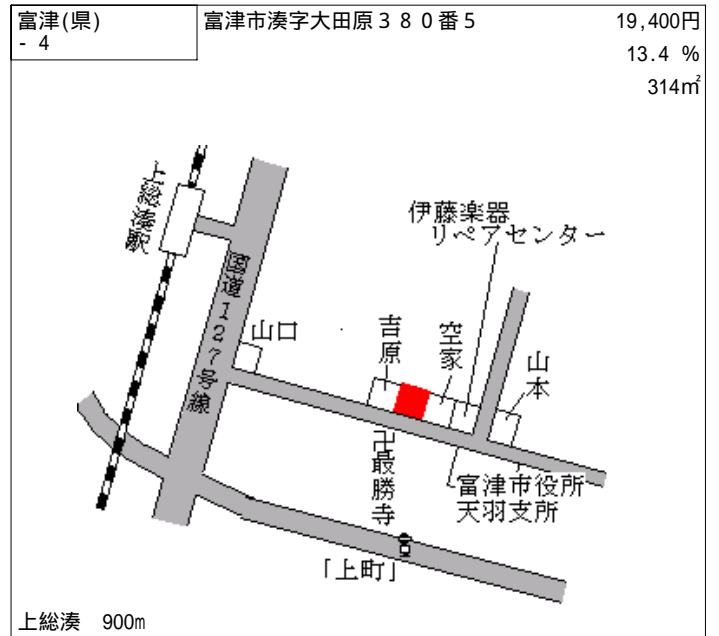 富津(県)
- 4
富津市湊字大田原３８０番５
19,400円
13.4 %
314㎡
上総湊駅
国道127号線
山口
吉原
空家
伊藤楽器
リペアセンター
山本
卍最勝寺
富津市役所
天羽支所
「上町」
上総湊 900m